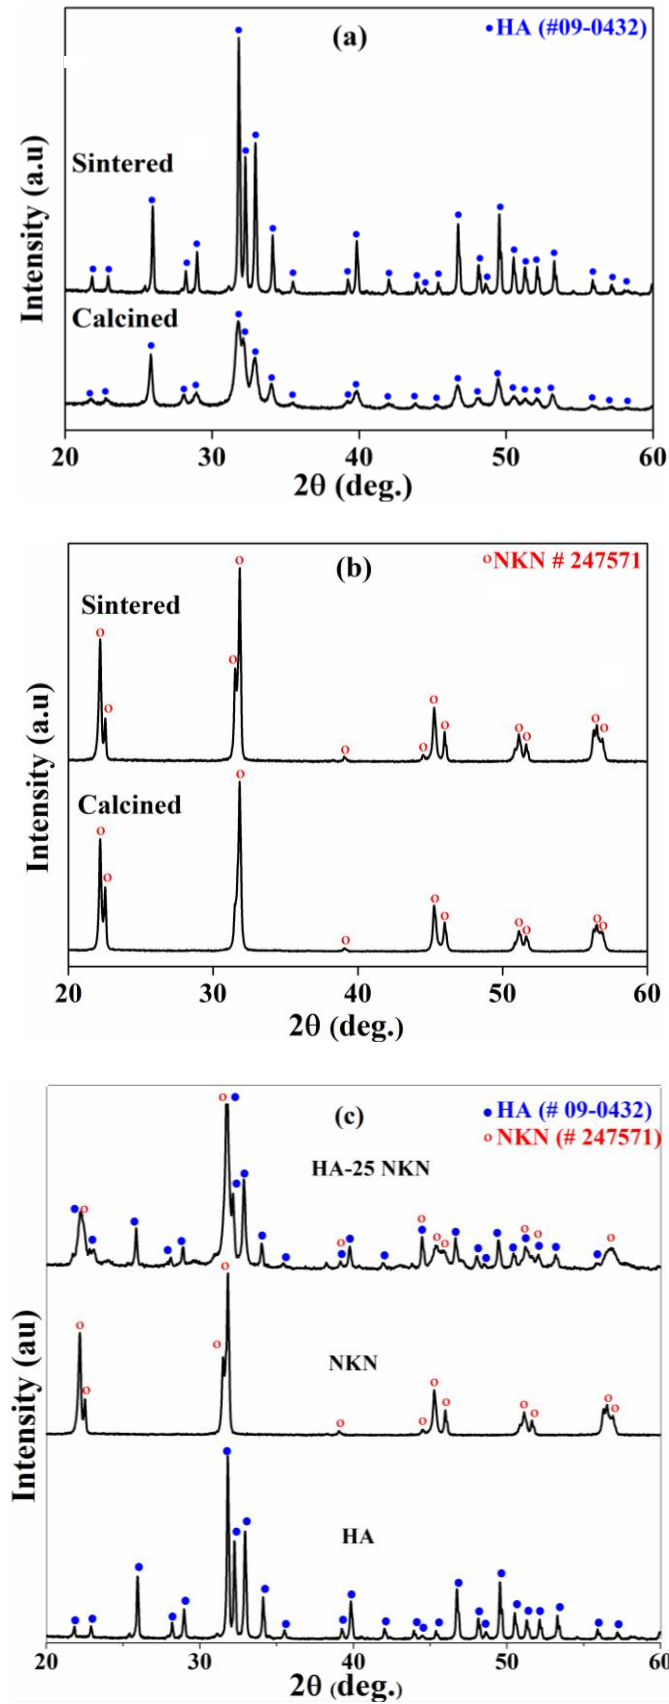 (a)
•HA (#09-0432)
Sintered
Calcined
Intensity (a.u)
20 30 40 50 60
2θ (deg.)
(b)
oNKN # 247571
Sintered
Calcined
Intensity (a.u)
20 30 40 50 60
2θ (deg.)
(c)
•HA (# 09-0432)
oNKN (# 247571)
HA-25 NKN
NKN
HA
Intensity (au)
20 30 40 50 60
2θ (deg.)